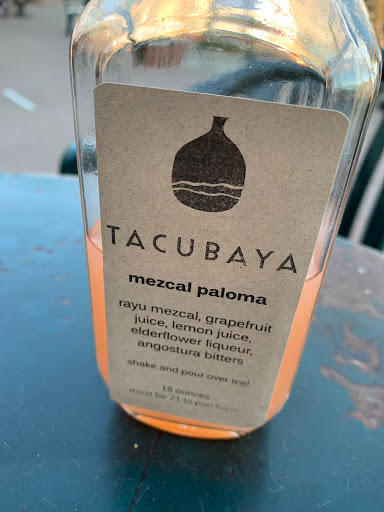 TACUBAYA
mezcal paloma
rayu mezcal, grapefruit
juice, lemon juice,
elderflower liqueur,
angostura bitters
shake and pour over ice!
16 ounces
must be 21 to purchase